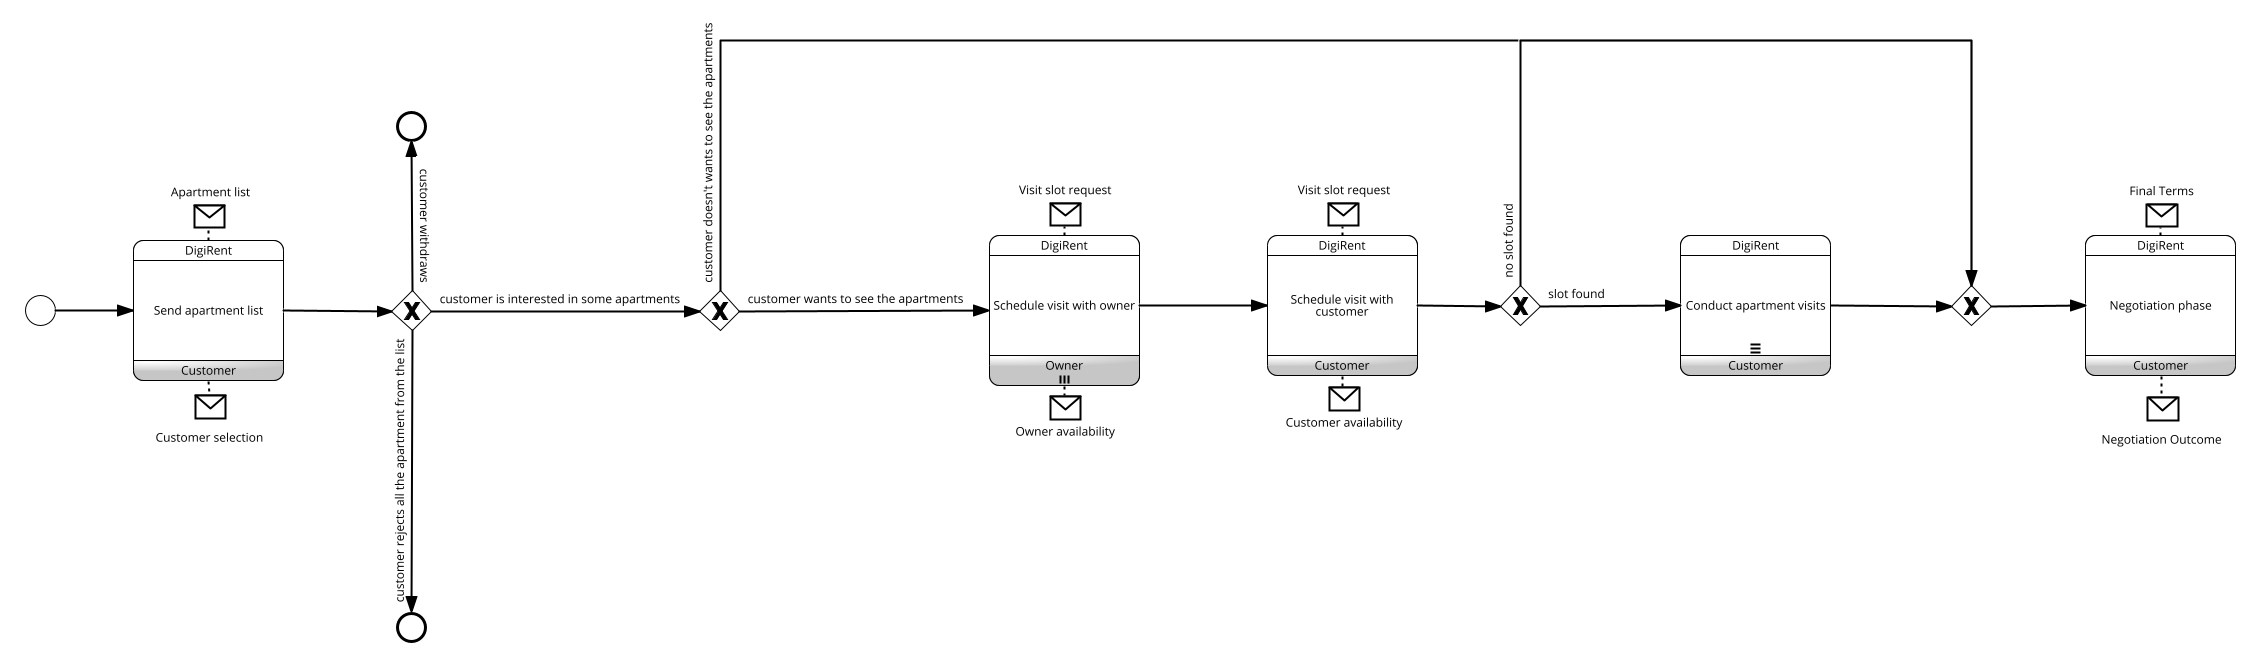 Apartment list
DigiRent
Send apartment list
Customer
Customer selection
customer withdraws
customer rejects all the apartment from the list
customer is interested in some apartments
customer doesn't wants to see the apartments
customer wants to see the apartments
Visit slot request
DigiRent
Schedule visit with owner
Owner
Owner availability
Visit slot request
DigiRent
Schedule visit with
customer
Customer
Customer availability
no slot found
slot found
DigiRent
Conduct apartment visits
Customer
Final Terms
DigiRent
Negotiation phase
Customer
Negotiation Outcome